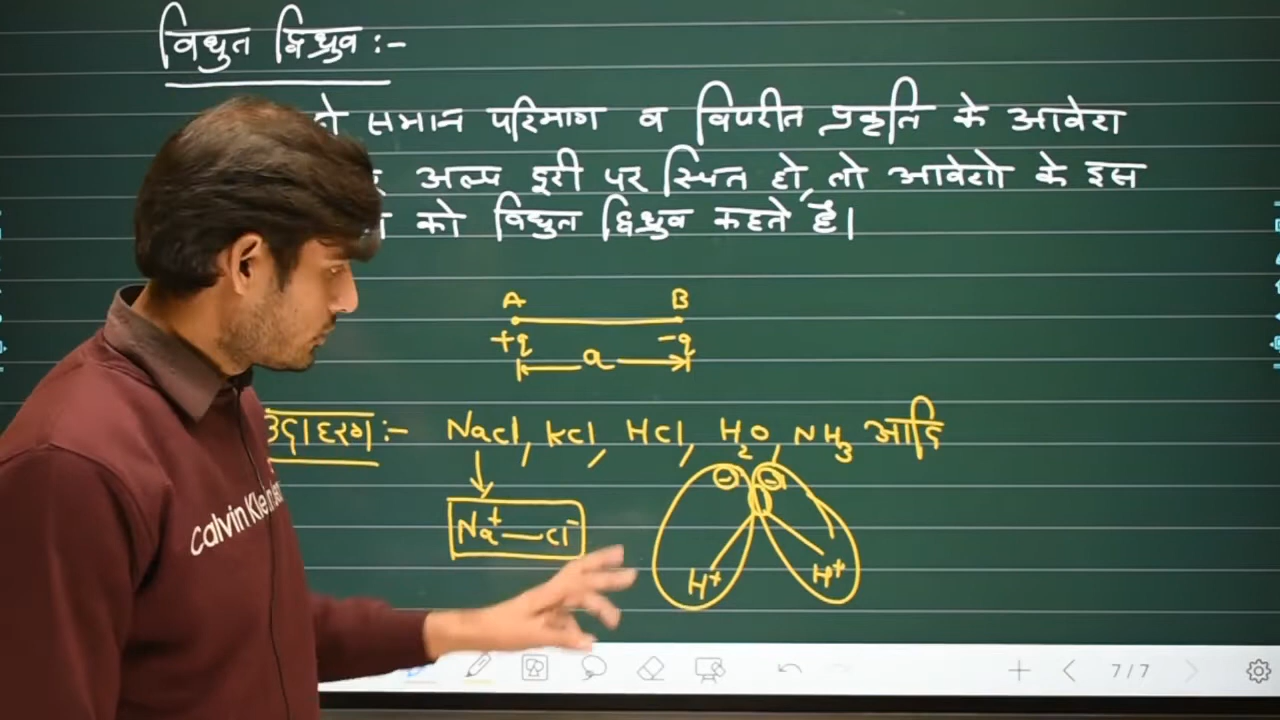 विद्युत द्विध्रुव :-
समान परिमाण व विपरीत प्रकृति के आवेश
अल्प दूरी पर स्थित हो, तो आवेशो के इस
को विद्युत द्विध्रुव कहते हैं।
A B
+q -q
a
उदाहरण :- NaCl, KCl, HCl, H2O, NH3 आदि
Na+—Cl-
- -
H+ H+
Calvin Klein Jeans
7/7